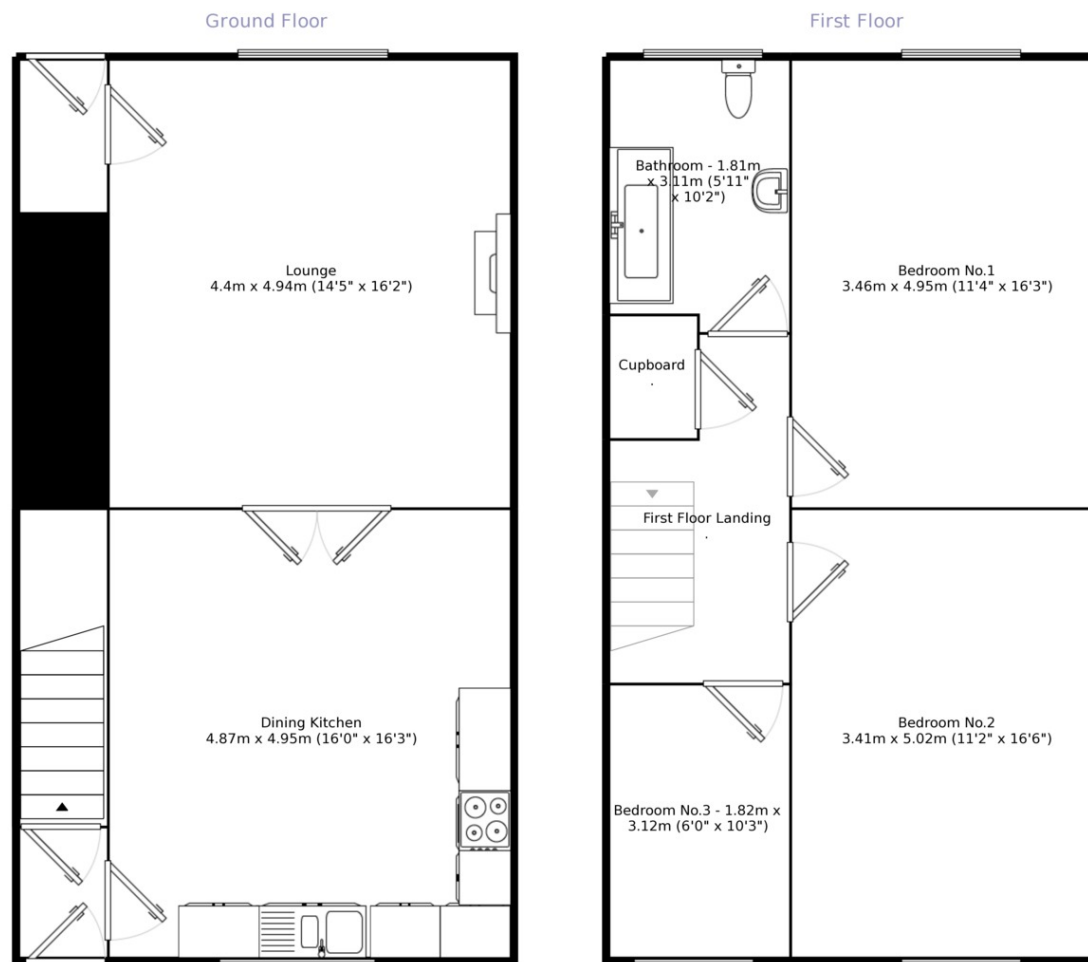 Ground Floor
Lounge
4.4m x 4.94m (14'5" x 16'2")
Dining Kitchen
4.87m x 4.95m (16'0" x 16'3")
First Floor
Bathroom - 1.81m
x 3.11m (5'11"
x 10'2")
Bedroom No.1
3.46m x 4.95m (11'4" x 16'3")
Cupboard
.
First Floor Landing
.
Bedroom No.2
3.41m x 5.02m (11'2" x 16'6")
Bedroom No.3 - 1.82m x
3.12m (6'0" x 10'3")